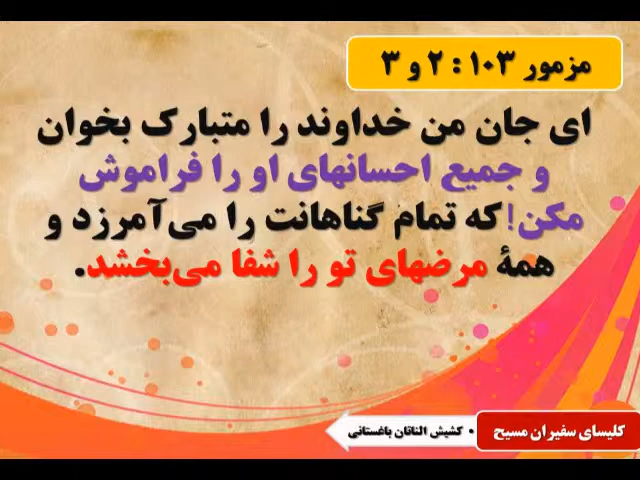 مزمور ۱۰۳ : ۲ و ۳
ای جان من خداوند را متبارک بخوان
و جمیع احسانهای او را فراموش
مکن! که تمام گناهانت را می‌آمرزد و
همهٔ مرضهای تو را شفا می‌بخشد.
کلیسای سفیران مسیح
• کشیش الناتان باغستانی